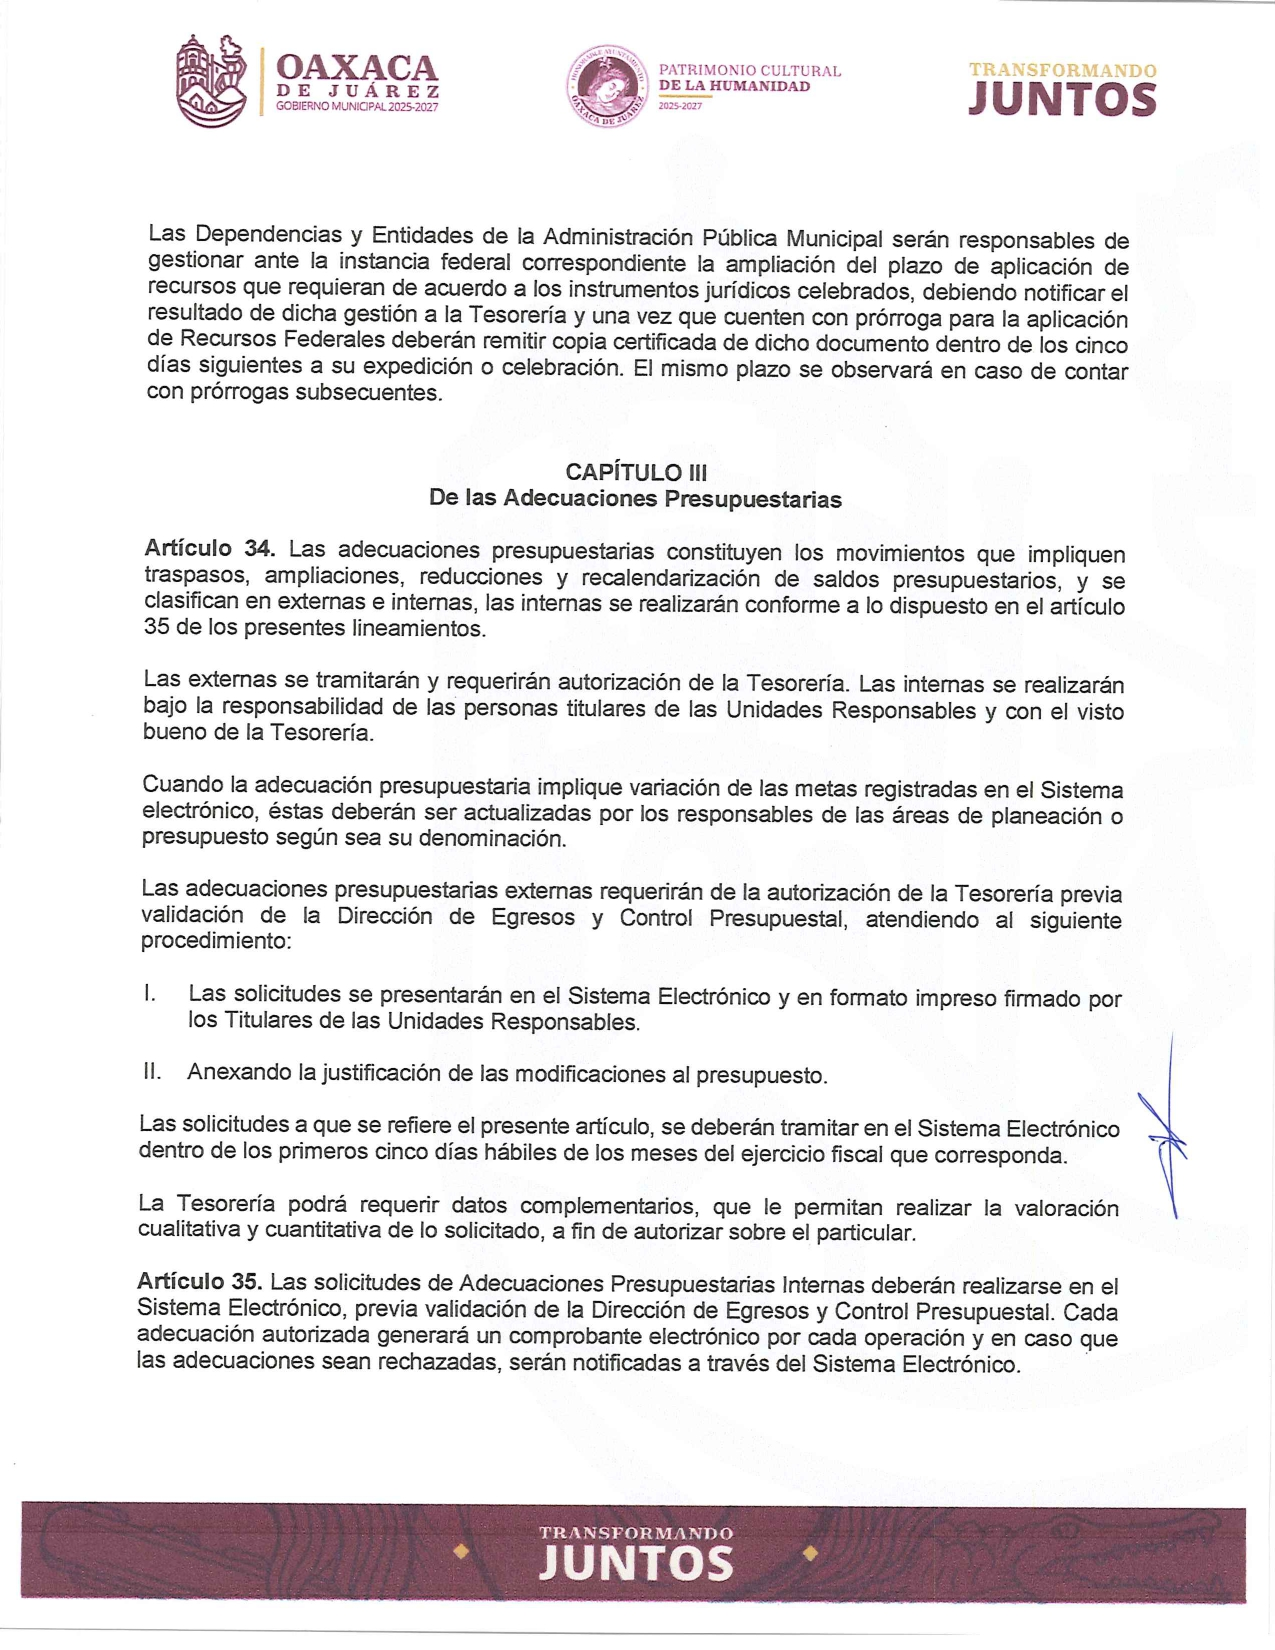 OAXACA
DE JUÁREZ
GOBIERNO MUNICIPAL 2025-2027
HONORABLE AYUNTAMIENTO
OAXACA DE JUÁREZ
PATRIMONIO CULTURAL
DE LA HUMANIDAD
2025-2027
TRANSFORMANDO
JUNTOS
Las Dependencias y Entidades de la Administración Pública Municipal serán responsables de
gestionar ante la instancia federal correspondiente la ampliación del plazo de aplicación de
recursos que requieran de acuerdo a los instrumentos jurídicos celebrados, debiendo notificar el
resultado de dicha gestión a la Tesorería y una vez que cuenten con prórroga para la aplicación
de Recursos Federales deberán remitir copia certificada de dicho documento dentro de los cinco
días siguientes a su expedición o celebración. El mismo plazo se observará en caso de contar
con prórrogas subsecuentes.
CAPÍTULO III
De las Adecuaciones Presupuestarias
Artículo 34. Las adecuaciones presupuestarias constituyen los movimientos que impliquen
traspasos, ampliaciones, reducciones y recalendarización de saldos presupuestarios, y se
clasifican en externas e internas, las internas se realizarán conforme a lo dispuesto en el artículo
35 de los presentes lineamientos.
Las externas se tramitarán y requerirán autorización de la Tesorería. Las internas se realizarán
bajo la responsabilidad de las personas titulares de las Unidades Responsables y con el visto
bueno de la Tesorería.
Cuando la adecuación presupuestaria implique variación de las metas registradas en el Sistema
electrónico, éstas deberán ser actualizadas por los responsables de las áreas de planeación o
presupuesto según sea su denominación.
Las adecuaciones presupuestarias externas requerirán de la autorización de la Tesorería previa
validación de la Dirección de Egresos y Control Presupuestal, atendiendo al siguiente
procedimiento:
I. Las solicitudes se presentarán en el Sistema Electrónico y en formato impreso firmado por
los Titulares de las Unidades Responsables.
II. Anexando la justificación de las modificaciones al presupuesto.
Las solicitudes a que se refiere el presente artículo, se deberán tramitar en el Sistema Electrónico
dentro de los primeros cinco días hábiles de los meses del ejercicio fiscal que corresponda.
La Tesorería podrá requerir datos complementarios, que le permitan realizar la valoración
cualitativa y cuantitativa de lo solicitado, a fin de autorizar sobre el particular.
Artículo 35. Las solicitudes de Adecuaciones Presupuestarias Internas deberán realizarse en el
Sistema Electrónico, previa validación de la Dirección de Egresos y Control Presupuestal. Cada
adecuación autorizada generará un comprobante electrónico por cada operación y en caso que
las adecuaciones sean rechazadas, serán notificadas a través del Sistema Electrónico.
TRANSFORMANDO
JUNTOS